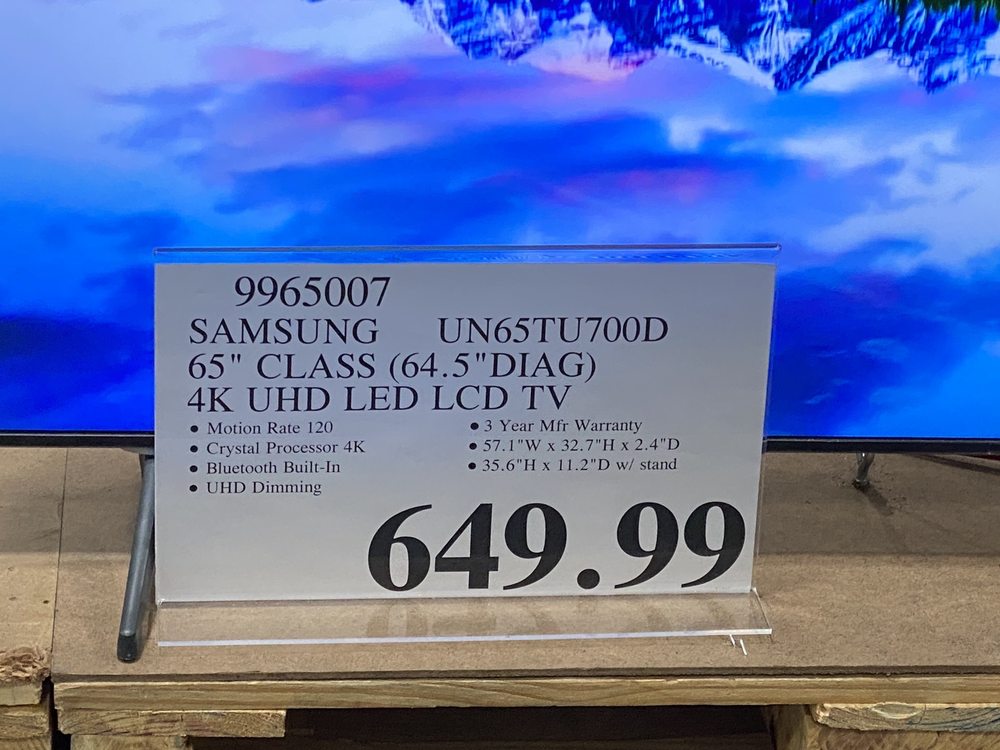 9965007
SAMSUNG UN65TU700D
65" CLASS (64.5"DIAG)
4K UHD LED LCD TV
• Motion Rate 120
• Crystal Processor 4K
• Bluetooth Built-In
• UHD Dimming
• 3 Year Mfr Warranty
• 57.1"W x 32.7"H x 2.4"D
• 35.6"H x 11.2"D w/ stand
649.99